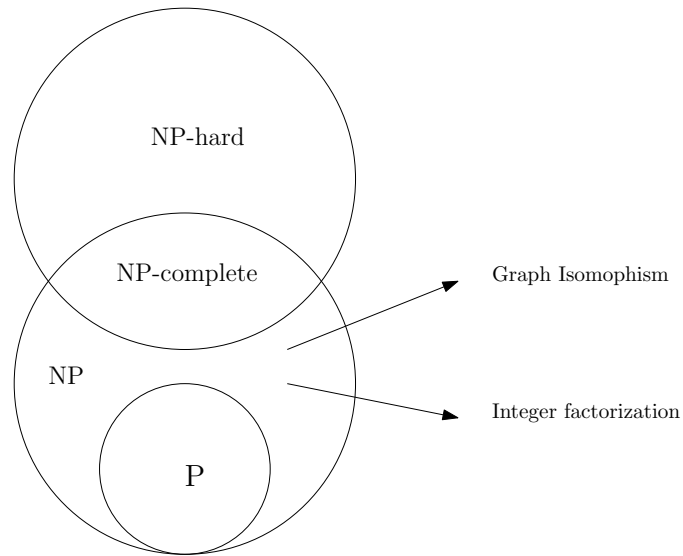 NP-hard
NP-complete
Graph Isomophism
NP
Integer factorization
P